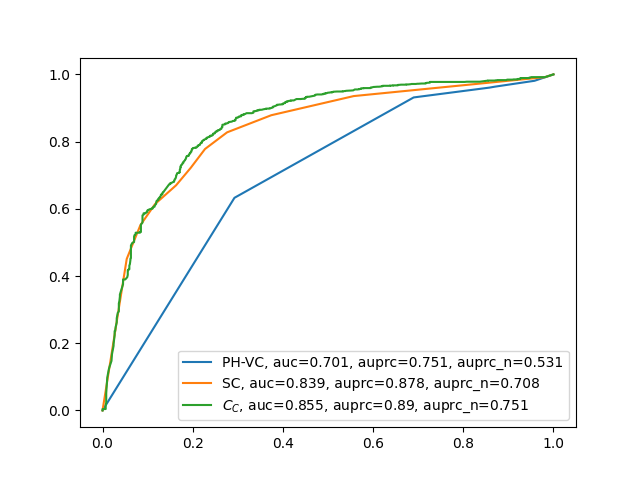 1.0
0.8
0.6
0.4
0.2
0.0
PH-VC, auc=0.701, auprc=0.751, auprc_n=0.531
SC, auc=0.839, auprc=0.878, auprc_n=0.708
C_C, auc=0.855, auprc=0.89, auprc_n=0.751
0.0 0.2 0.4 0.6 0.8 1.0